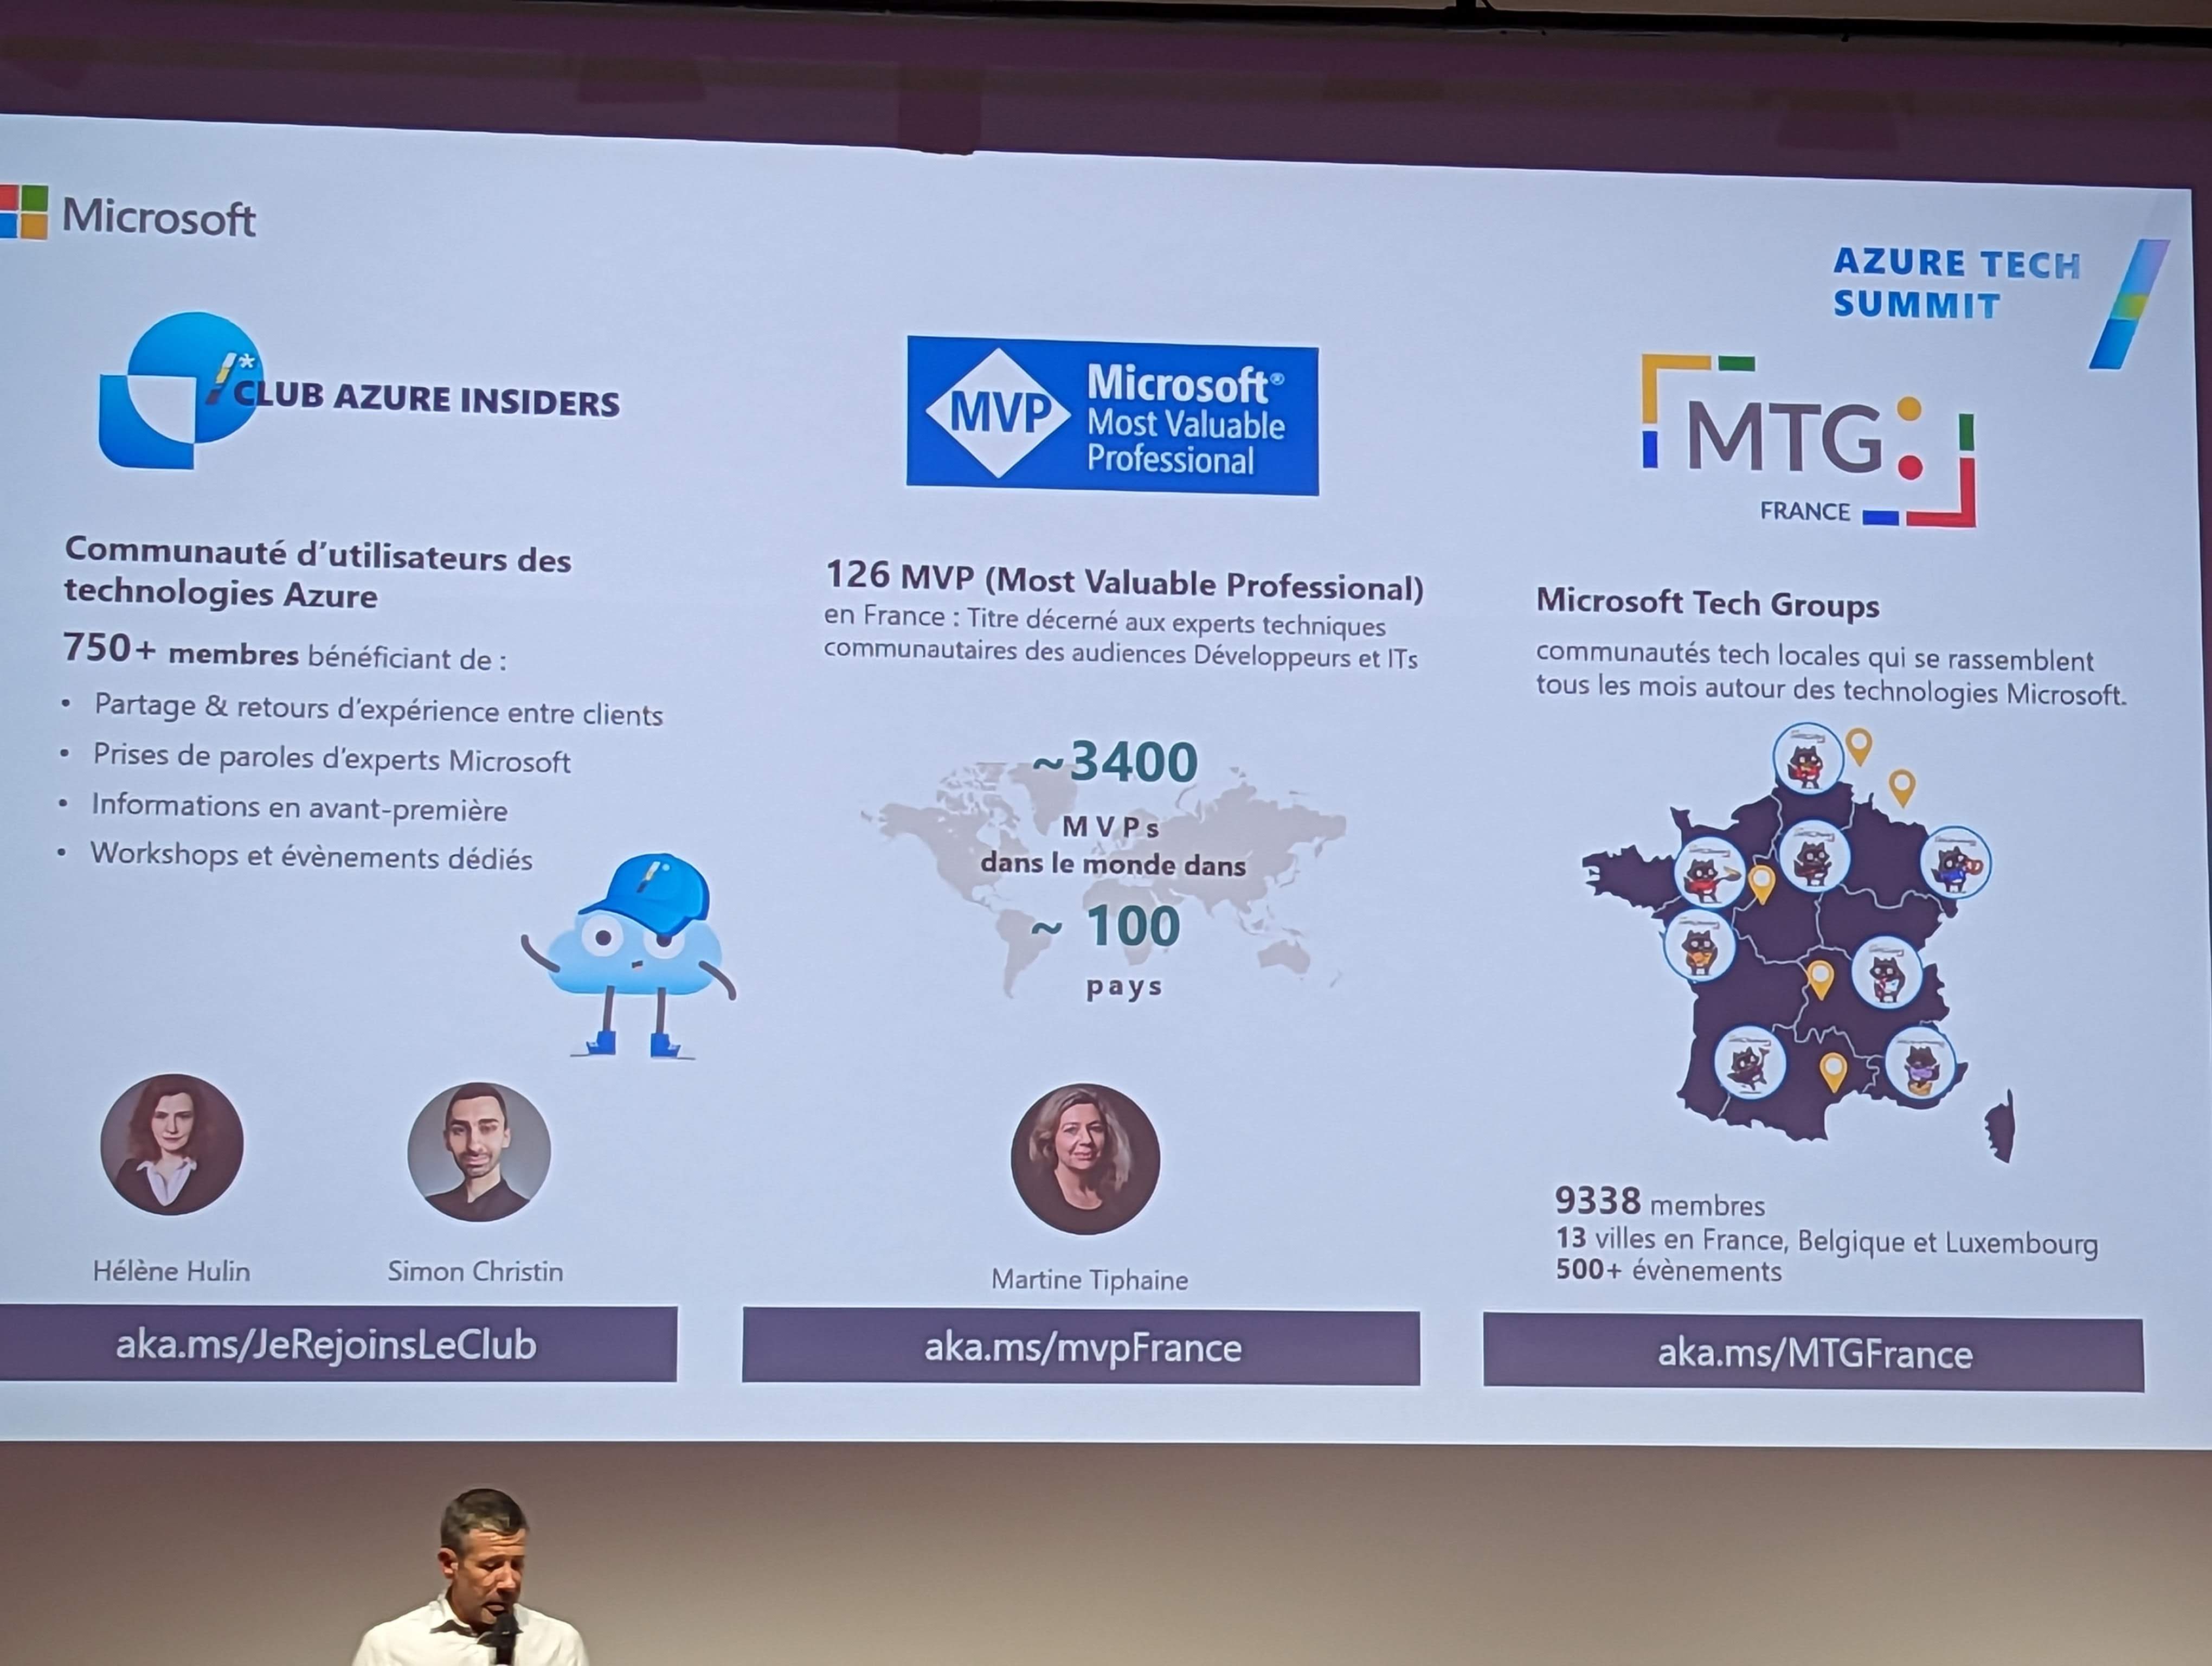 Microsoft
AZURE TECH
SUMMIT
CLUB AZURE INSIDERS
Communauté d'utilisateurs des
technologies Azure
750+ membres bénéficiant de :
• Partage & retours d'expérience entre clients
• Prises de paroles d'experts Microsoft
• Informations en avant-première
• Workshops et évènements dédiés
Hélène Hulin
Simon Christin
aka.ms/JeRejoinsLeClub
MVP
Microsoft®
Most Valuable
Professional
126 MVP (Most Valuable Professional)
en France : Titre décerné aux experts techniques
communautaires des audiences Développeurs et ITs
~3400
MVPs
dans le monde dans
~ 100
pays
Martine Tiphaine
aka.ms/mvpFrance
MTG:
FRANCE
Microsoft Tech Groups
communautés tech locales qui se rassemblent
tous les mois autour des technologies Microsoft.
9338 membres
13 villes en France, Belgique et Luxembourg
500+ évènements
aka.ms/MTGFrance